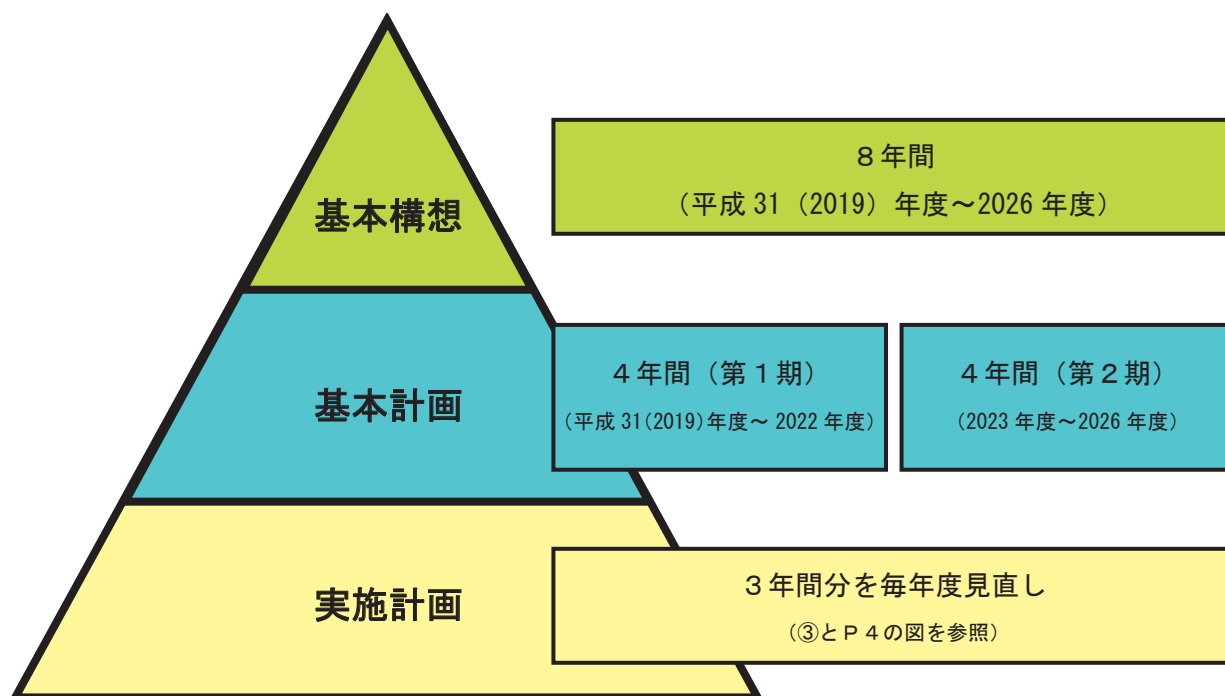 基本構想
８年間
（平成 31（2019）年度～2026 年度）
基本計画
４年間（第１期）
（平成 31（2019）年度～ 2022 年度）
４年間（第２期）
（2023 年度～2026 年度）
実施計画
３年間分を毎年度見直し
（③とＰ４の図を参照）